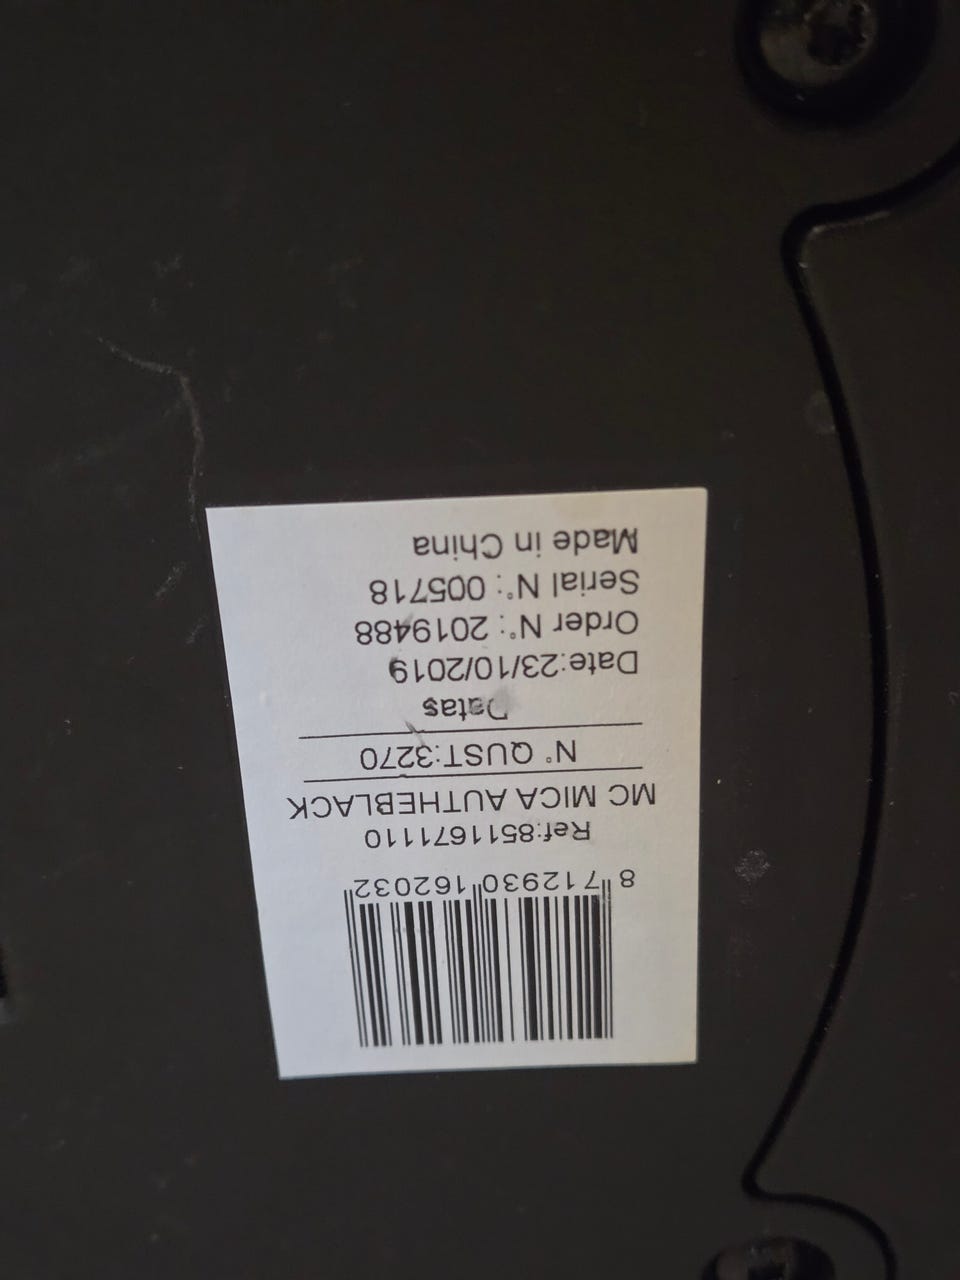 8 712930 162032
Ref:8511671110
MC MICA AUTHEBLACK
N° QUST:3270
Datas
Date:23/10/2019
Order N°: 2019488
Serial N°: 005718
Made in China